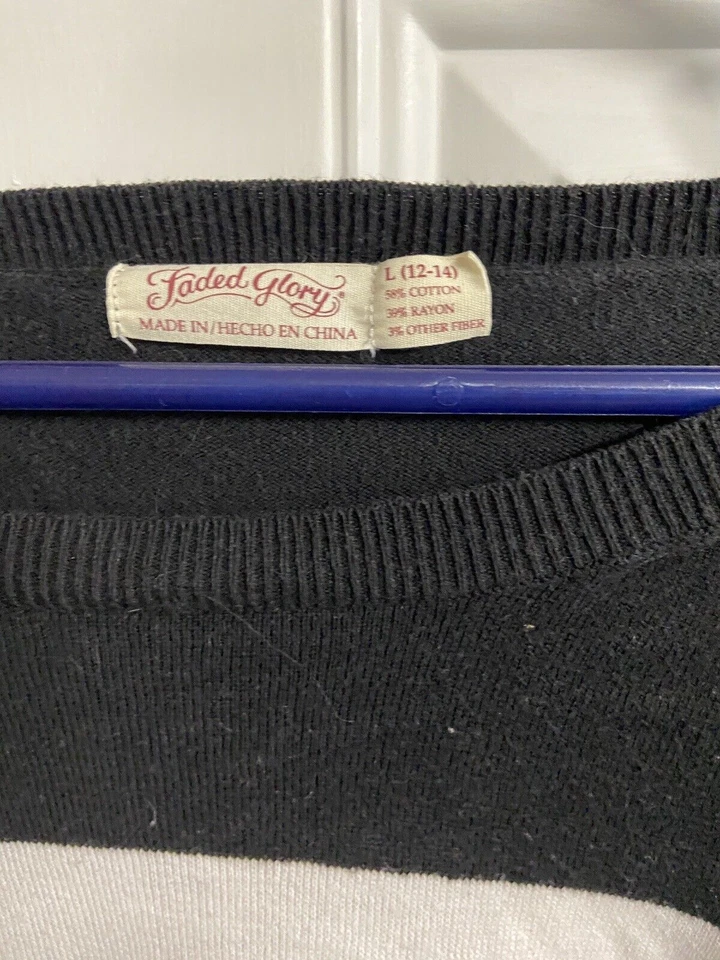 Faded Glory®
MADE IN/HECHO EN CHINA
L (12-14)
58% COTTON
39% RAYON
3% OTHER FIBER